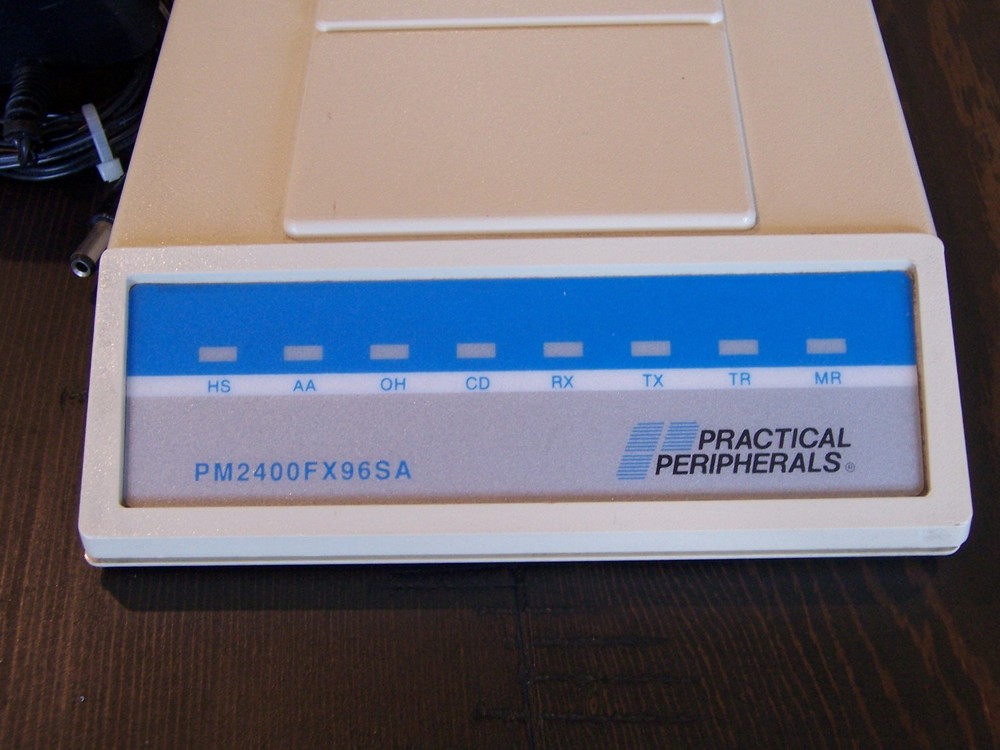 HS AA OH CD RX TX TR MR
PRACTICAL
PM2400FX96SA PERIPHERALS®